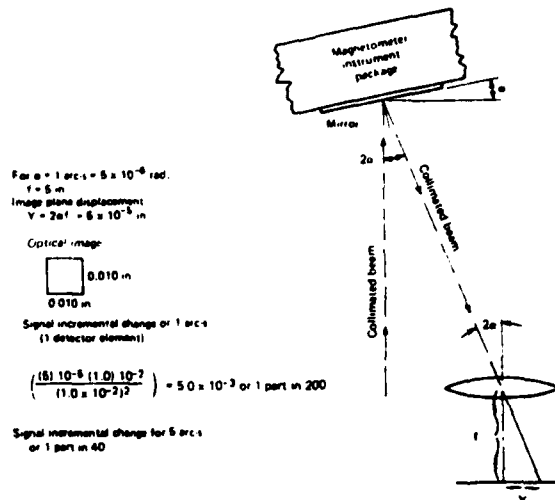 Magnetometer
instrument
package
Mirror
α
2α
Collimated beam
Collimated beam
2α
f
Y
For α = 1 arc-s = 5 x 10⁻⁶ rad.
f = 5 in
Image plane displacement
Y = 2αf = 5 x 10⁻⁵ in
Optical image
0.010 in
0.010 in
Signal incremental change or 1 arc-s
(1 detector element)
( (5) 10⁻⁵ (1.0) 10⁻² / (1.0 x 10⁻²)² ) = 5.0 x 10⁻³ or 1 part in 200
Signal incremental change for 5 arc-s
or 1 part in 40